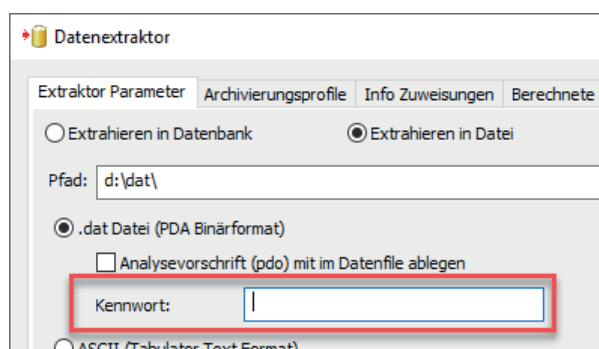 Datenextraktor
Extraktor Parameter Archivierungsprofile Info Zuweisungen Berechnete
Extrahieren in Datenbank Extrahieren in Datei
Pfad: d:\dat\
.dat Datei (PDA Binärformat)
Analysevorschrift (pdo) mit im Datenfile ablegen
Kennwort:
ASCII (Tabulator Text Format)